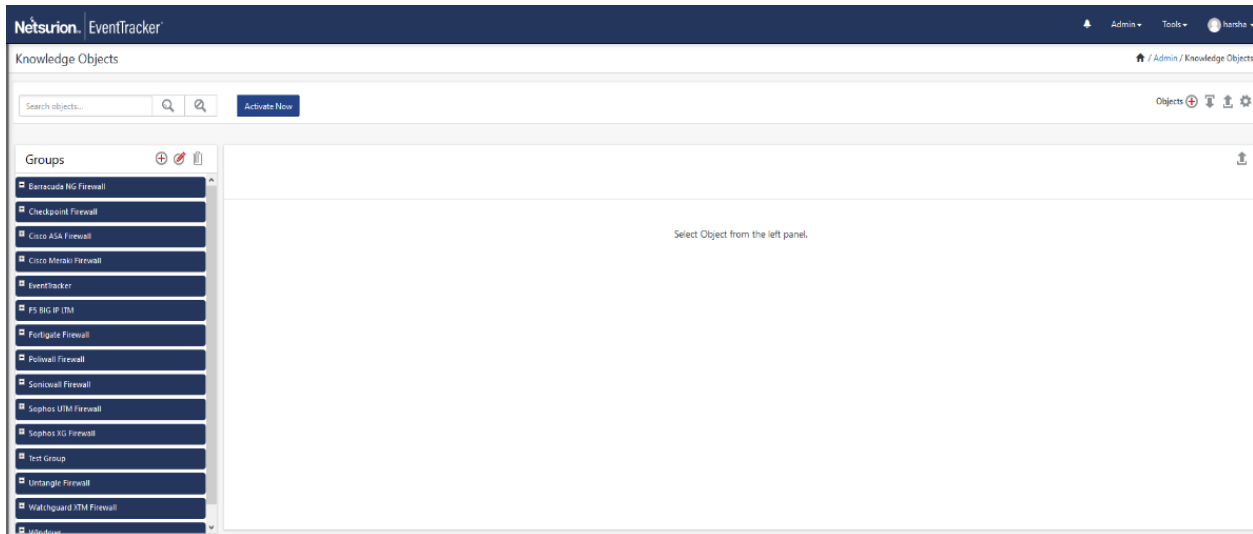 Netsurion. EventTracker
Admin Tools harsha
Knowledge Objects
/ Admin / Knowledge Objects
Search objects...
Activate Now
Objects
Groups
Barracuda NG Firewall
Checkpoint Firewall
Cisco ASA Firewall
Cisco Meraki Firewall
EventTracker
F5 BIG IP LTM
Fortigate Firewall
Poliwall Firewall
Sonicwall Firewall
Sophos UTM Firewall
Sophos XG Firewall
Test Group
Untangle Firewall
Watchguard XTM Firewall
Windows
Select Object from the left panel.